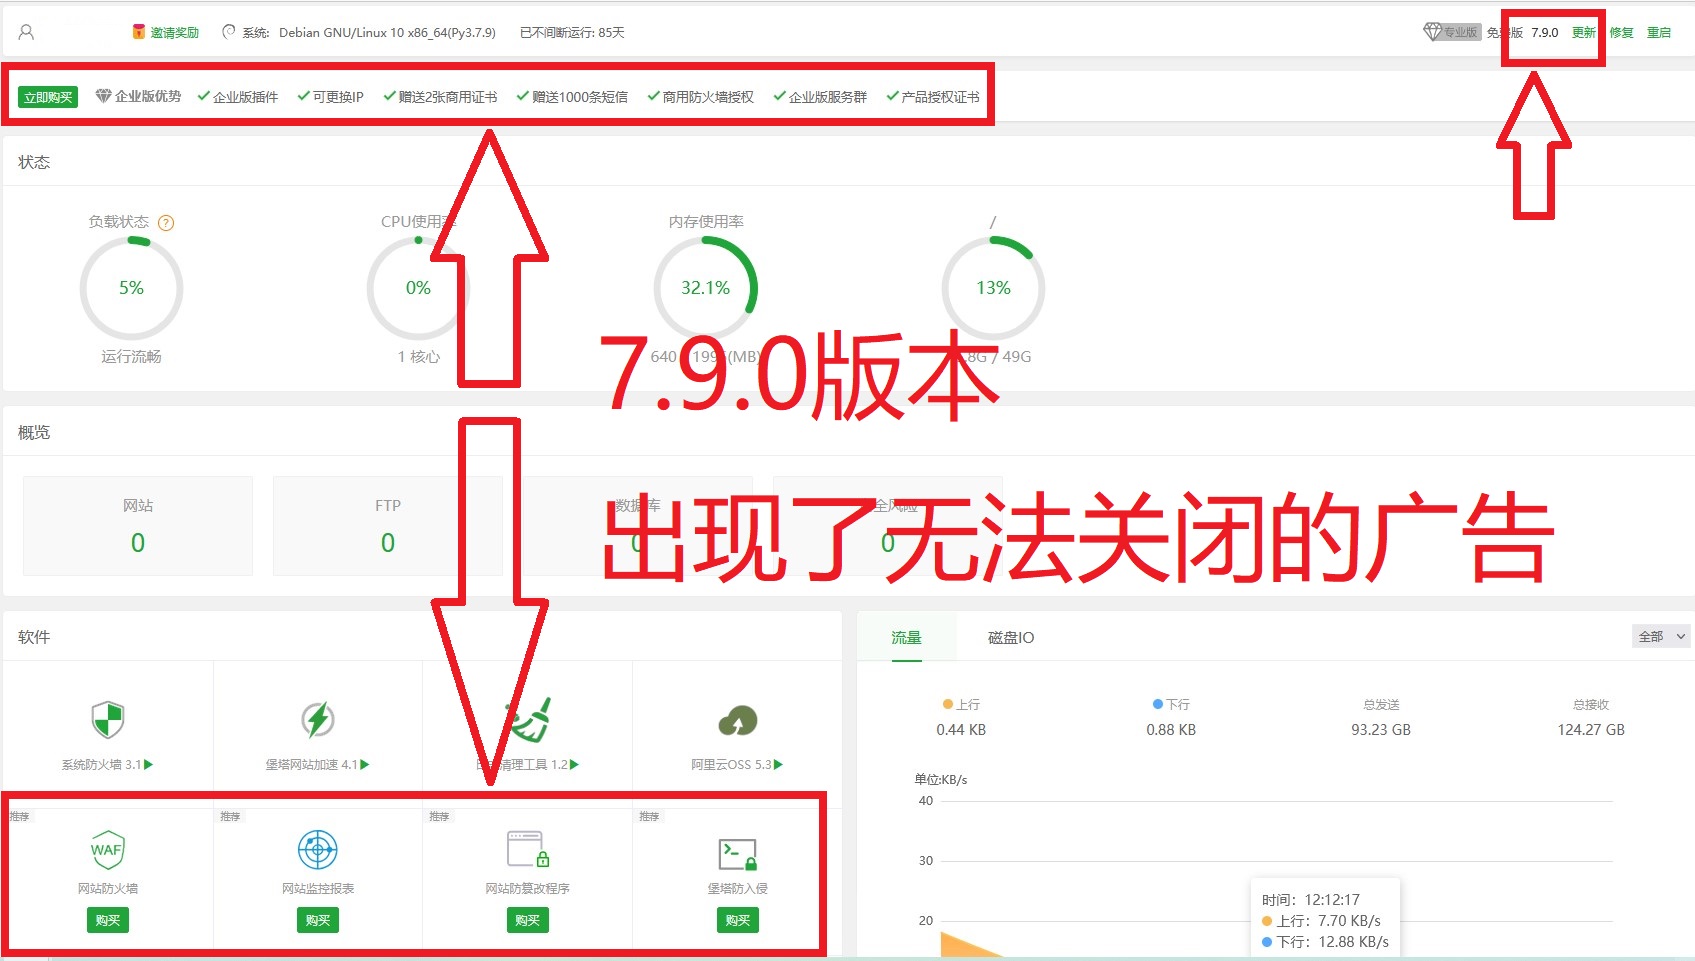 邀请奖励 系统: Debian GNU/Linux 10 x86_64(Py3.7.9) 已不间断运行: 85天 专业版 免费版 7.9.0 更新 修复 重启
立即购买 企业版优势 企业版插件 可更换IP 赠送2张商用证书 赠送1000条短信 商用防火墙授权 企业版服务群 产品授权证书
状态
负载状态 ? CPU使用率 内存使用率 /
5% 0% 32.1% 13%
运行流畅 1 核心 640 199 (MB) 8G / 49G
7.9.0版本
概览
网站 FTP 数据库 全风险
0 0 0 0
出现了无法关闭的广告
软件 流量 磁盘IO 全部
上行 下行 总发送 总接收
0.44 KB 0.88 KB 93.23 GB 124.27 GB
系统防火墙 3.1 堡塔网站加速 4.1 清理工具 1.2 阿里云OSS 5.3
单位:KB/s
40
推荐 推荐 推荐 推荐
WAF
30
网站防火墙 网站监控报表 网站防篡改程序 堡塔防入侵
购买 购买 购买 购买
20
时间: 12:12:17
上行: 7.70 KB/s
下行: 12.88 KB/s